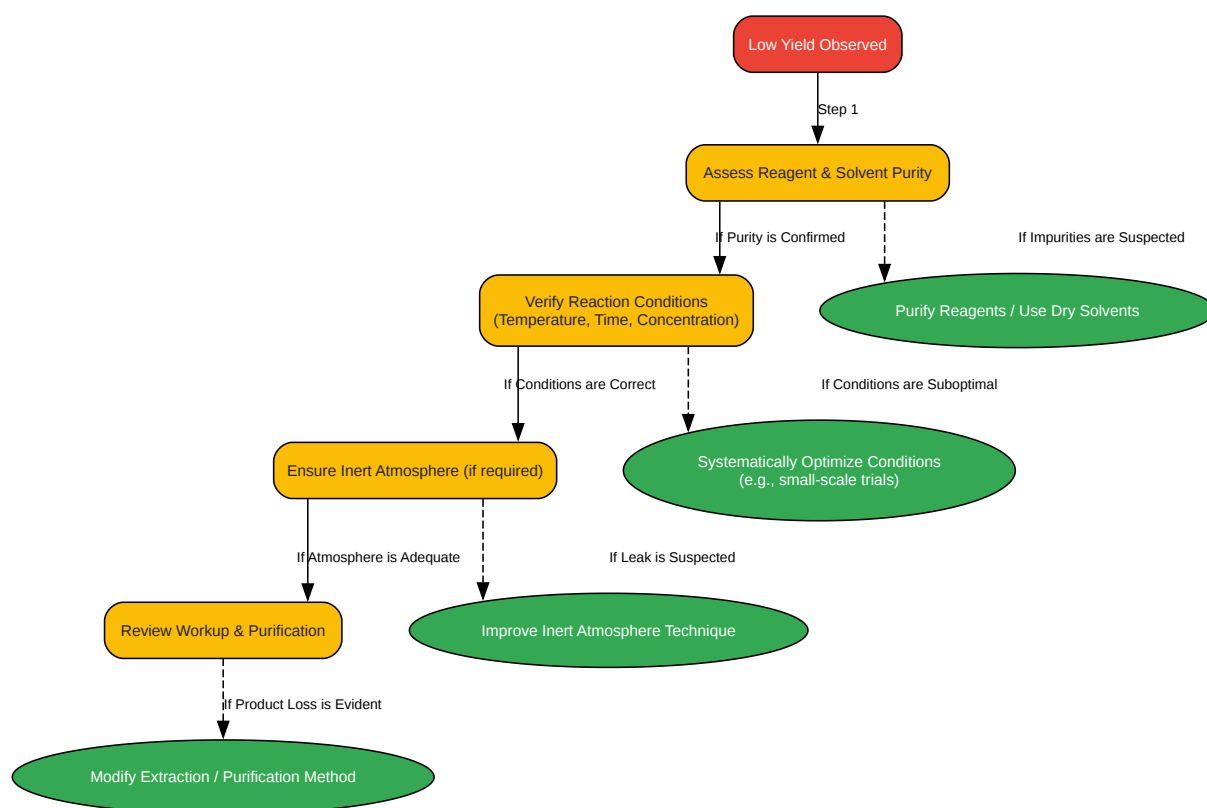 Low Yield Observed
Step 1
Assess Reagent & Solvent Purity
If Purity is Confirmed
If Impurities are Suspected
Verify Reaction Conditions
(Temperature, Time, Concentration)
Purify Reagents / Use Dry Solvents
If Conditions are Correct
If Conditions are Suboptimal
Ensure Inert Atmosphere (if required)
Systematically Optimize Conditions
(e.g., small-scale trials)
If Atmosphere is Adequate
If Leak is Suspected
Review Workup & Purification
Improve Inert Atmosphere Technique
If Product Loss is Evident
Modify Extraction / Purification Method